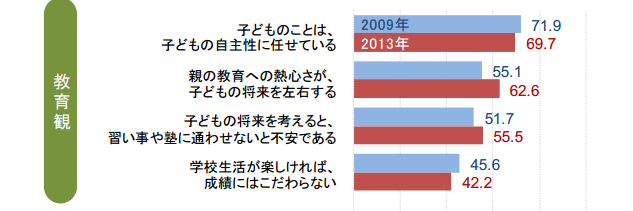 教育観
子どものことは、
子どもの自主性に任せている
2009年
71.9
2013年
69.7
親の教育への熱心さが、
子どもの将来を左右する
55.1
62.6
子どもの将来を考えると、
習い事や塾に通わせないと不安である
51.7
55.5
学校生活が楽しければ、
成績にはこだわらない
45.6
42.2